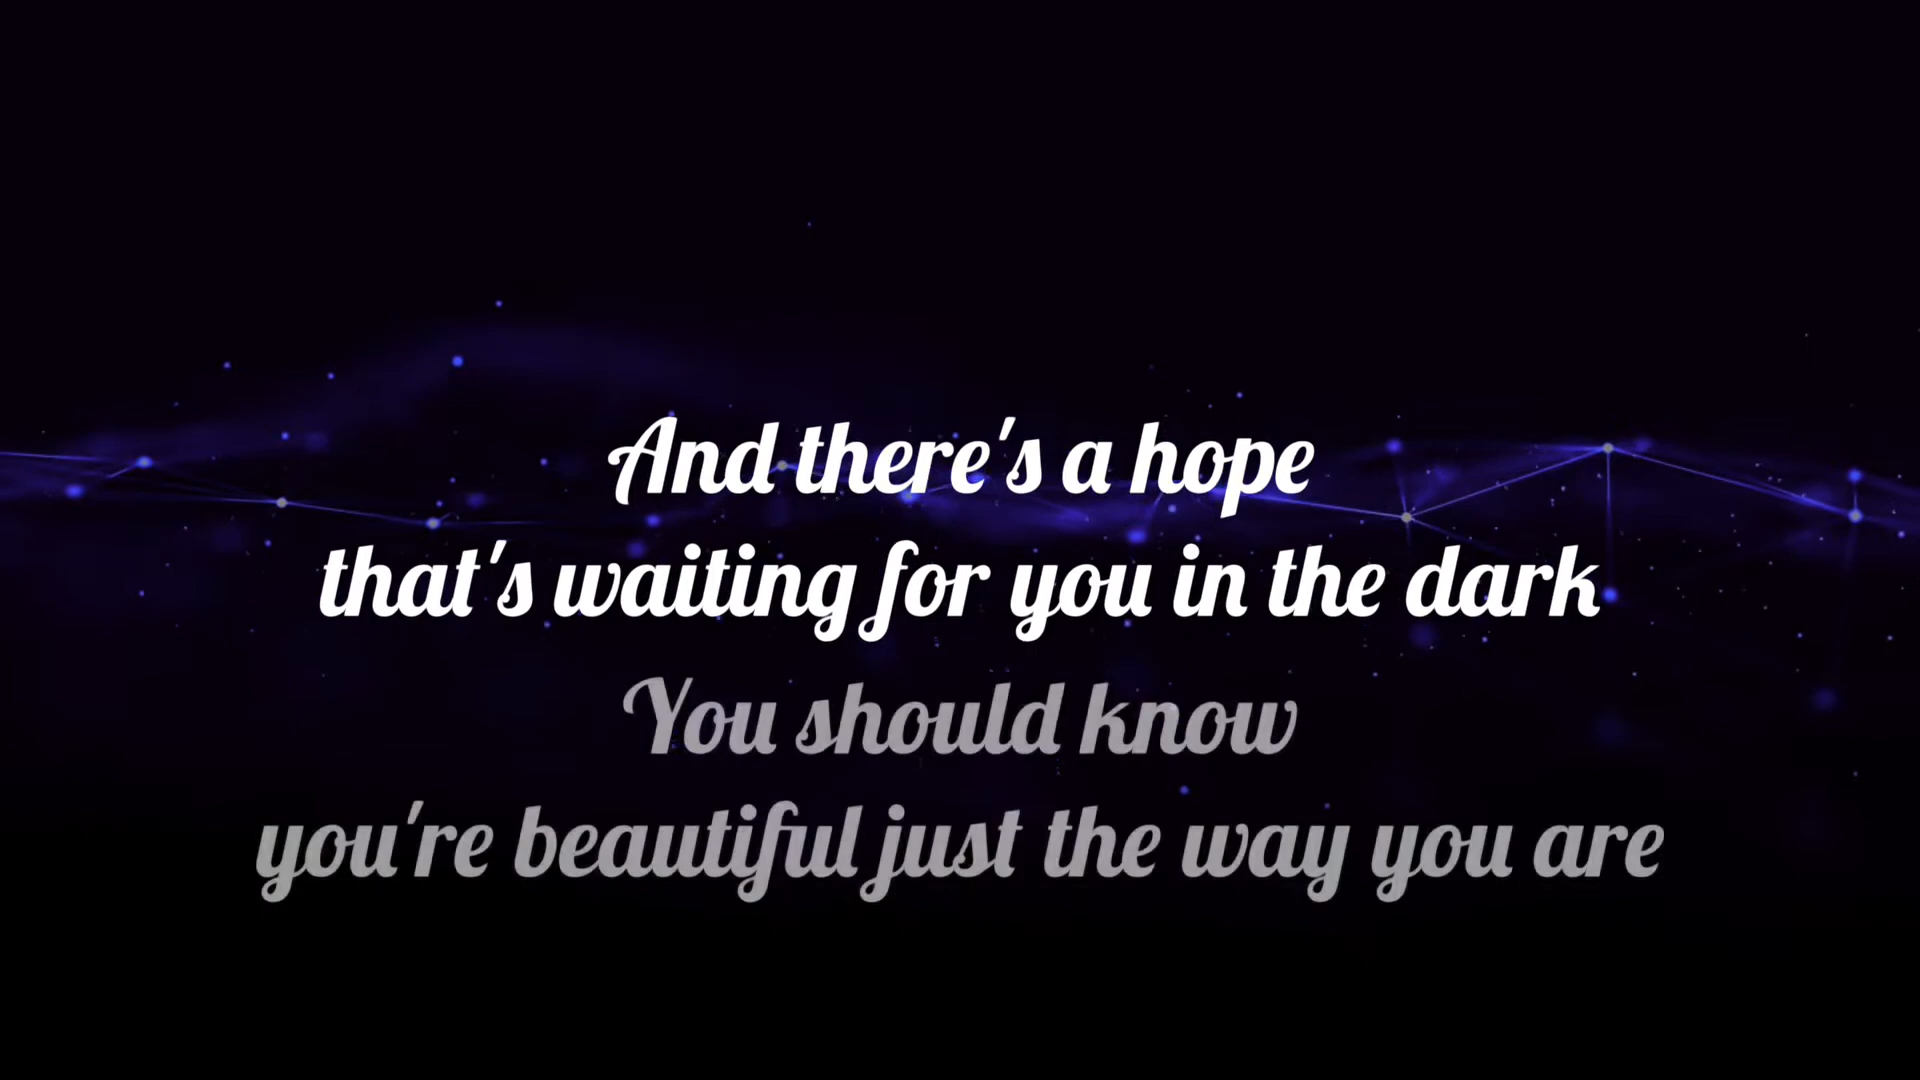 And there's a hope
that's waiting for you in the dark
You should know
you're beautiful just the way you are